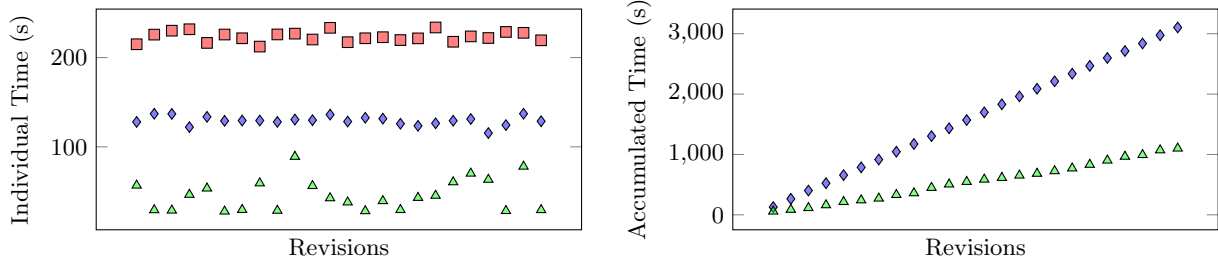 Individual Time (s)
200
100
Revisions
Accumulated Time (s)
3,000
2,000
1,000
0
Revisions